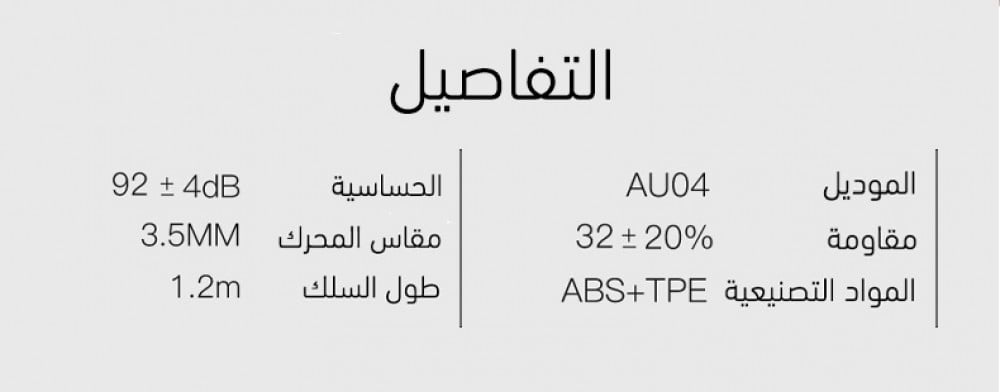 التفاصيل
الموديل AU04
مقاومة 32 ± 20%
المواد التصنيعية ABS+TPE
الحساسية 92 ± 4dB
مقاس المحرك 3.5MM
طول السلك 1.2m